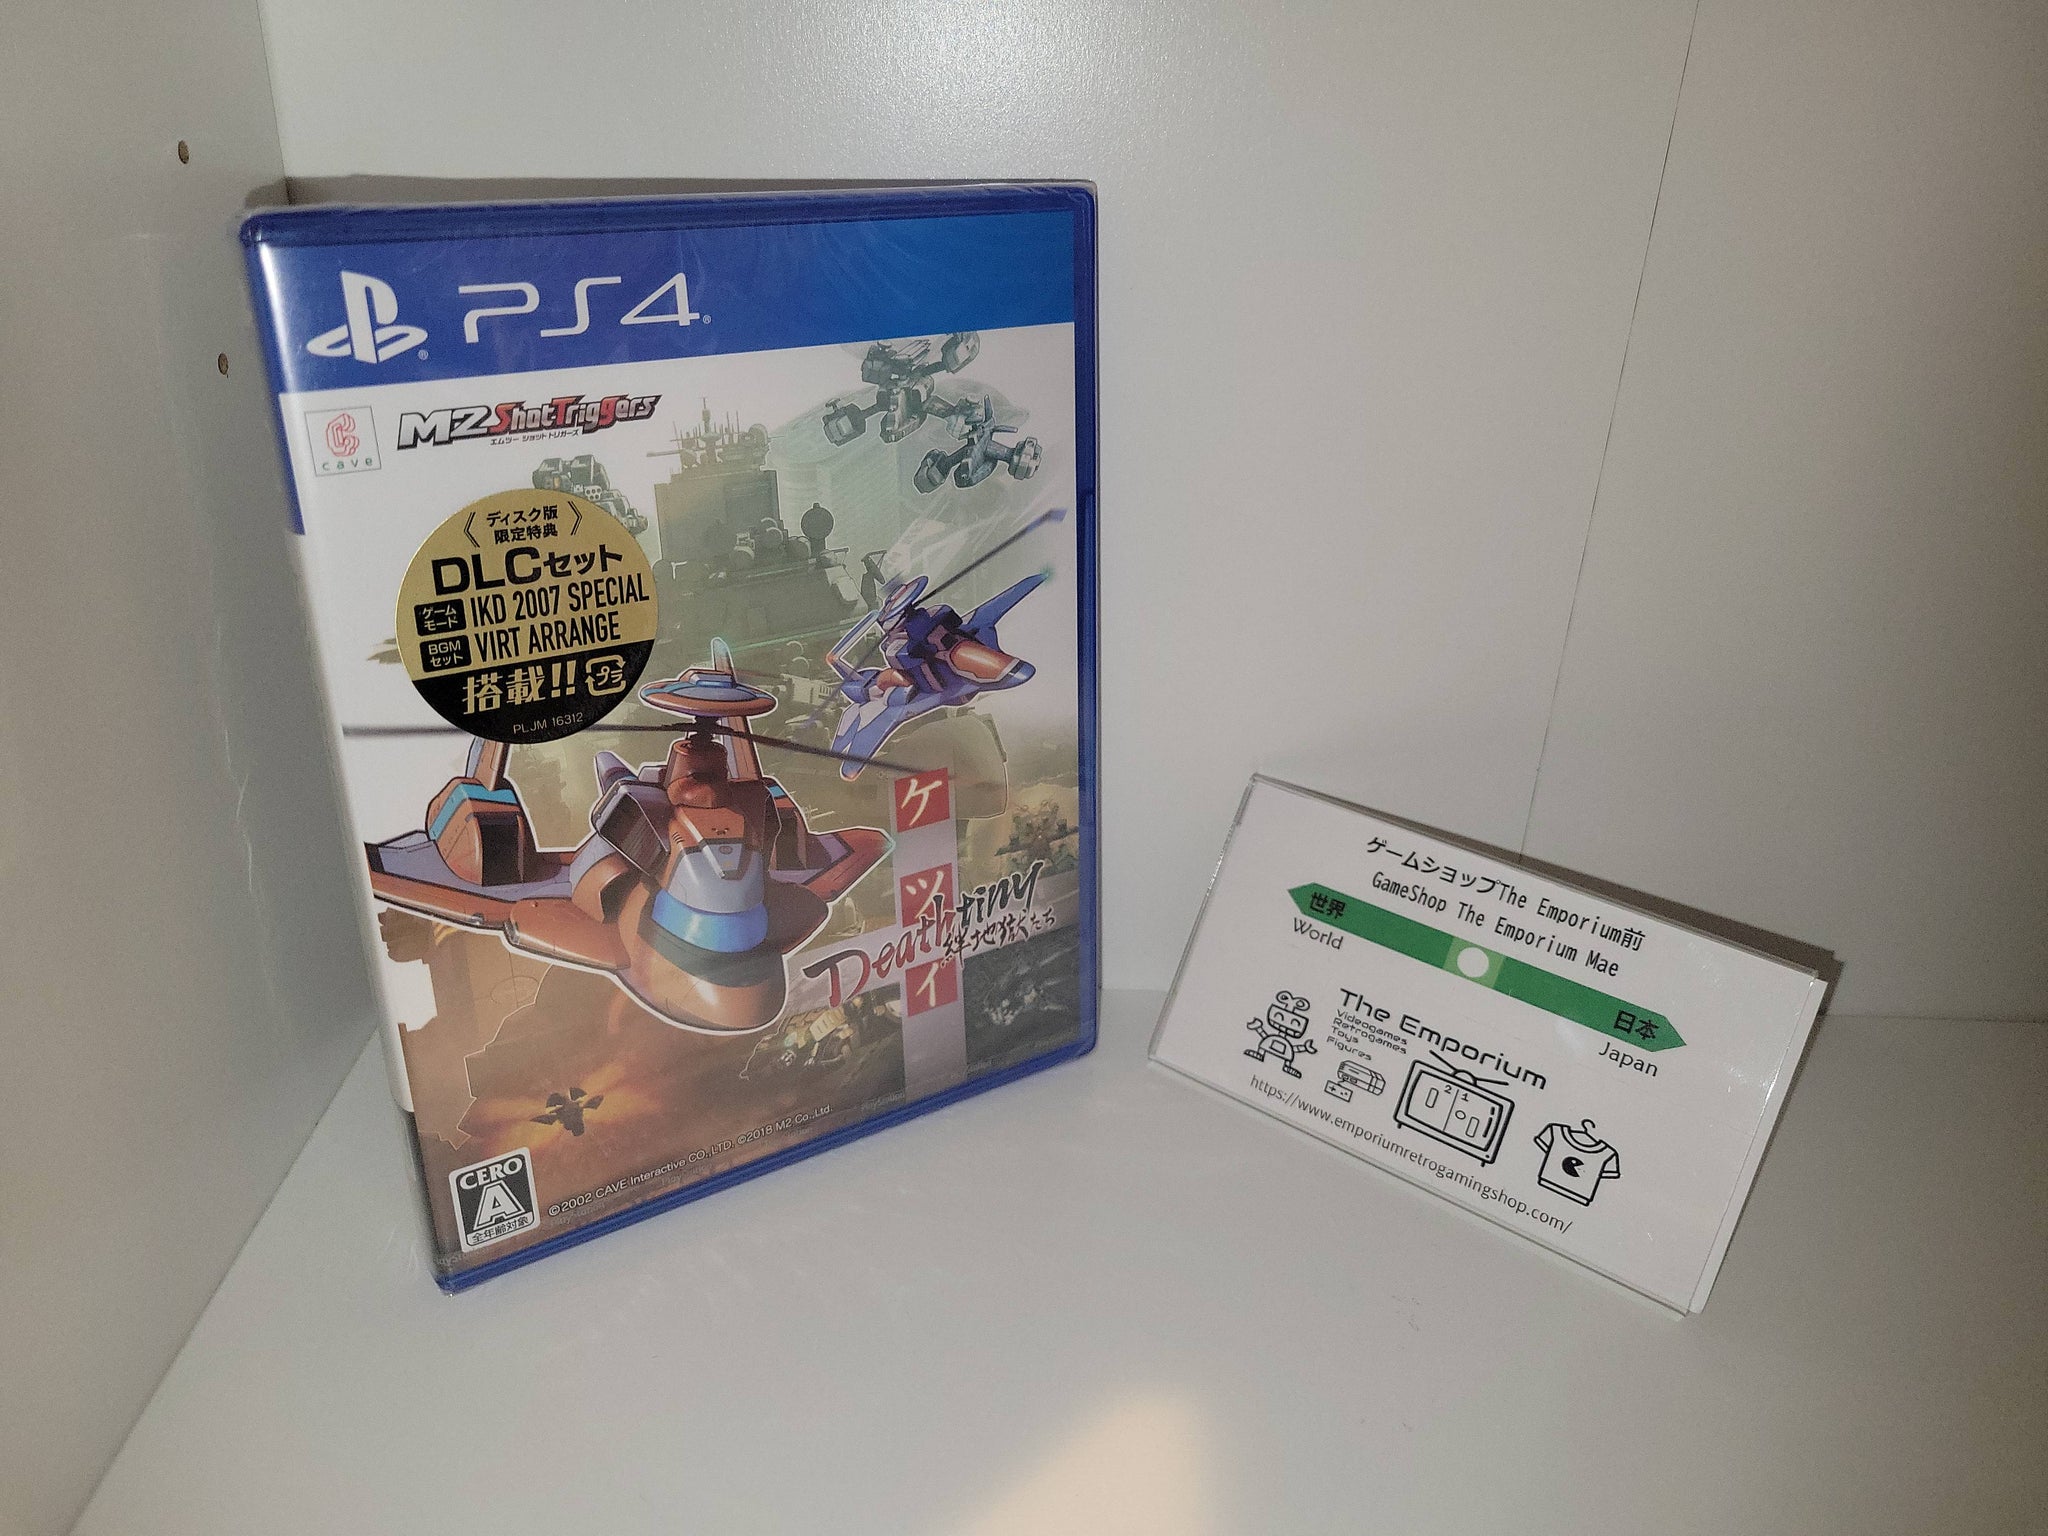 PS4
cave
M2 ShotTriggers
エムツー ショットトリガーズ
《 ディスク版 》
限定特典
DLCセット
ゲーム
モード
IKD 2007 SPECIAL
BGM
セット
VIRT ARRANGE
搭載!!
プラ
PLJM 16312
ケツイ
Deathtiny
絆地獄たち
CERO
A
全年齢対象
©2002 CAVE Interactive CO., LTD. ©2018 M2 Co., Ltd.
ゲームショップThe Emporium前
GameShop The Emporium Mae
世界
World
日本
Japan
The Emporium
Videogames
Retrogames
Toys
Figures
2 1
https://www.emporiumretrogamingshop.com/